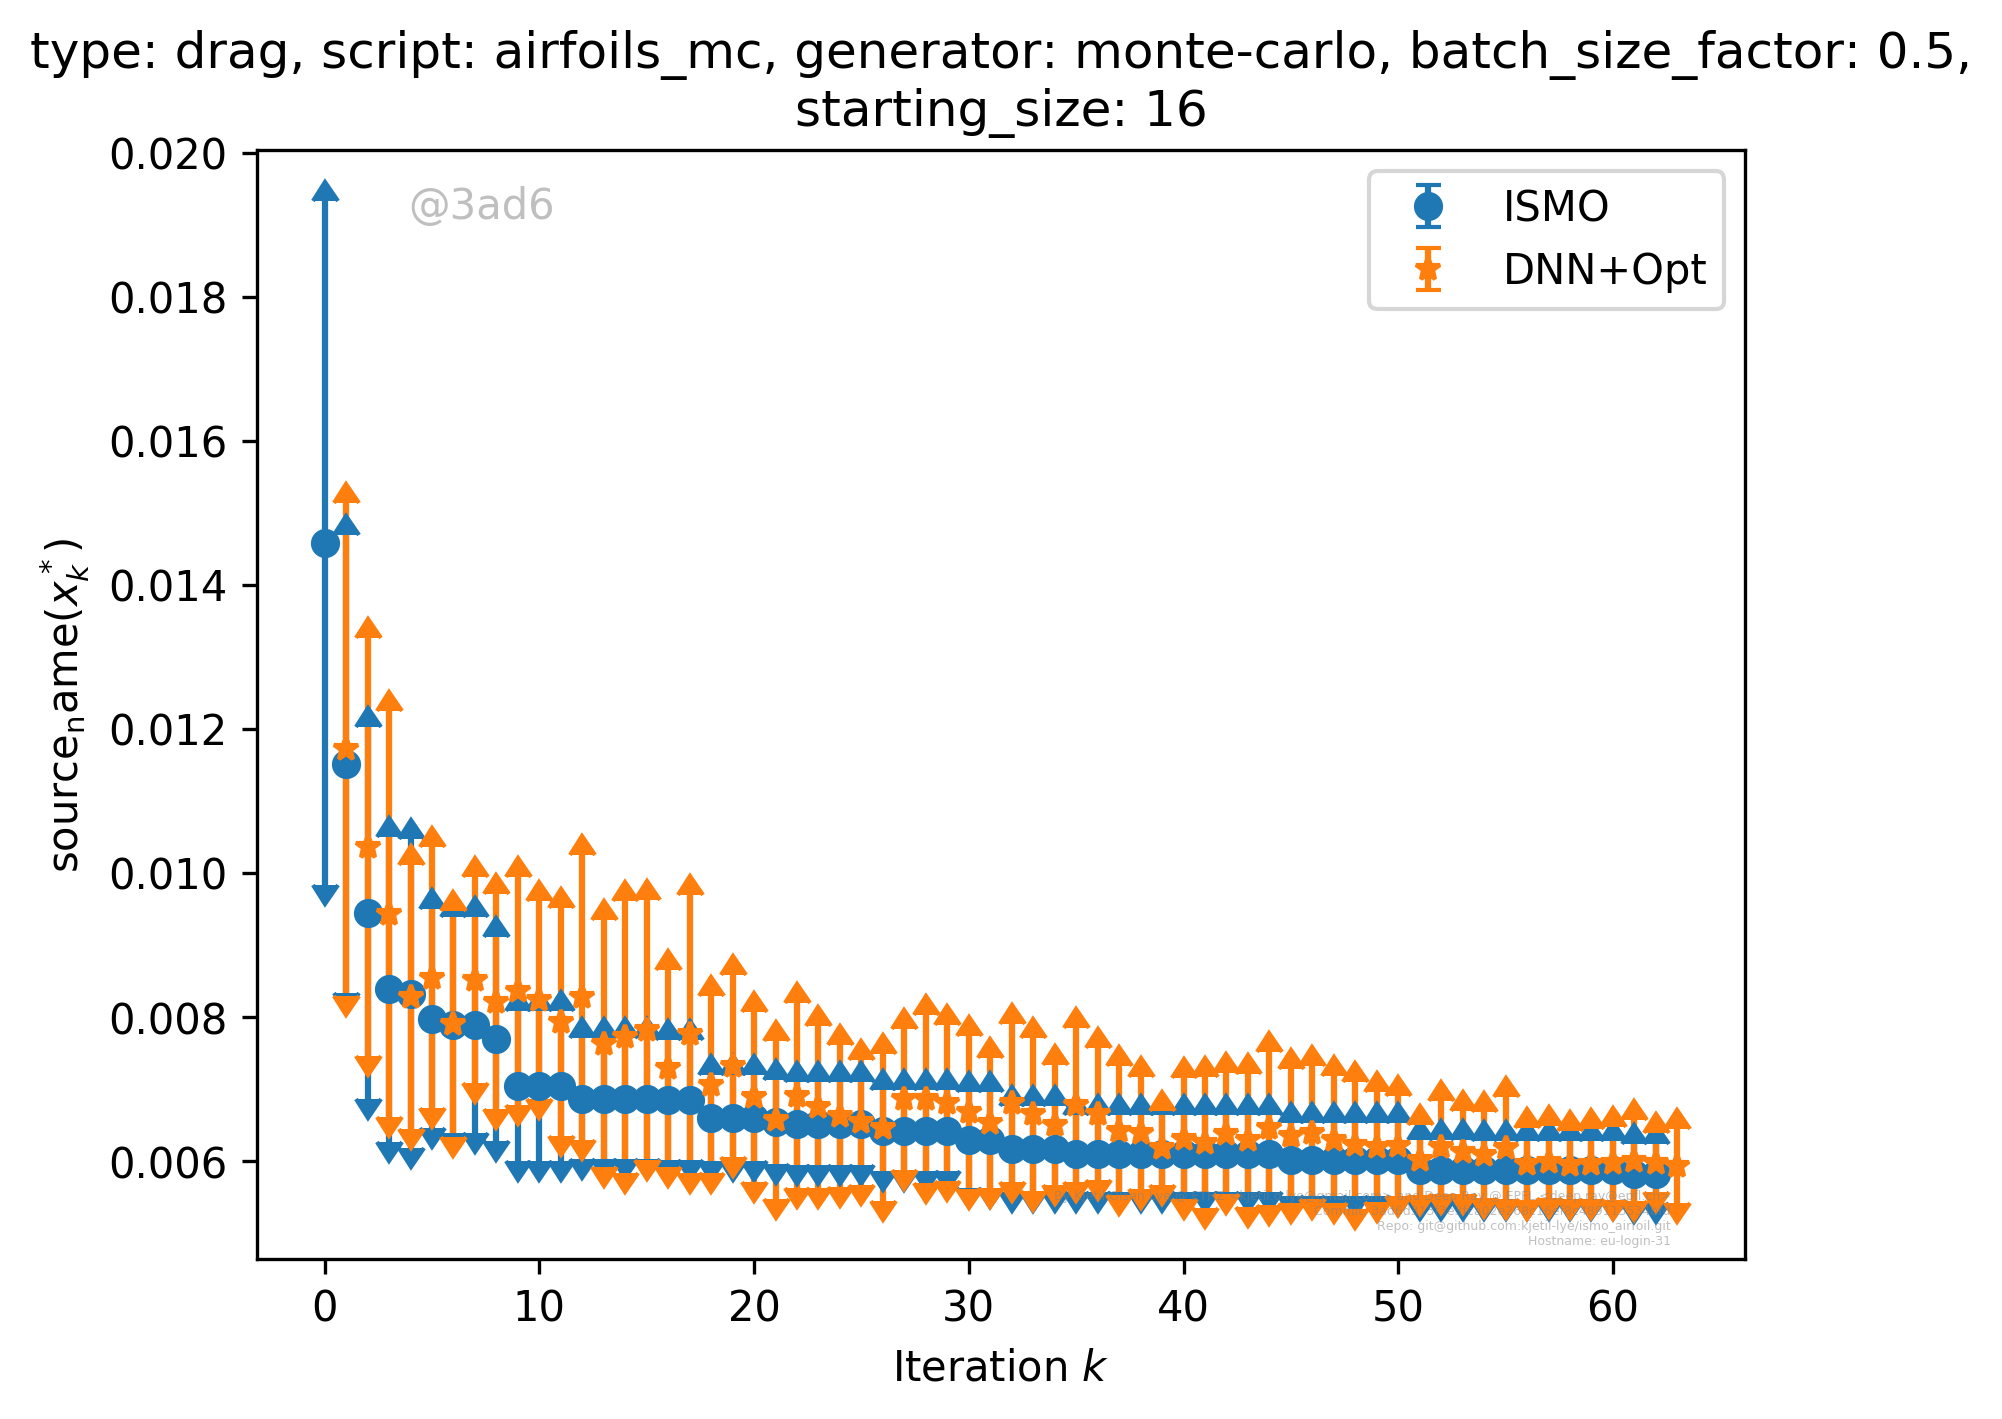 type: drag, script: airfoils_mc, generator: monte-carlo, batch_size_factor: 0.5,
starting_size: 16
@3ad6
ISMO
DNN+Opt
0.020
0.018
0.016
0.014
0.012
0.010
0.008
0.006
source_name(x*_k)
0
10
20
30
40
50
60
Iteration k
Repo: git@github.com:kjetil-lye/ismo_airfoil.git
Hostname: eu-login-31